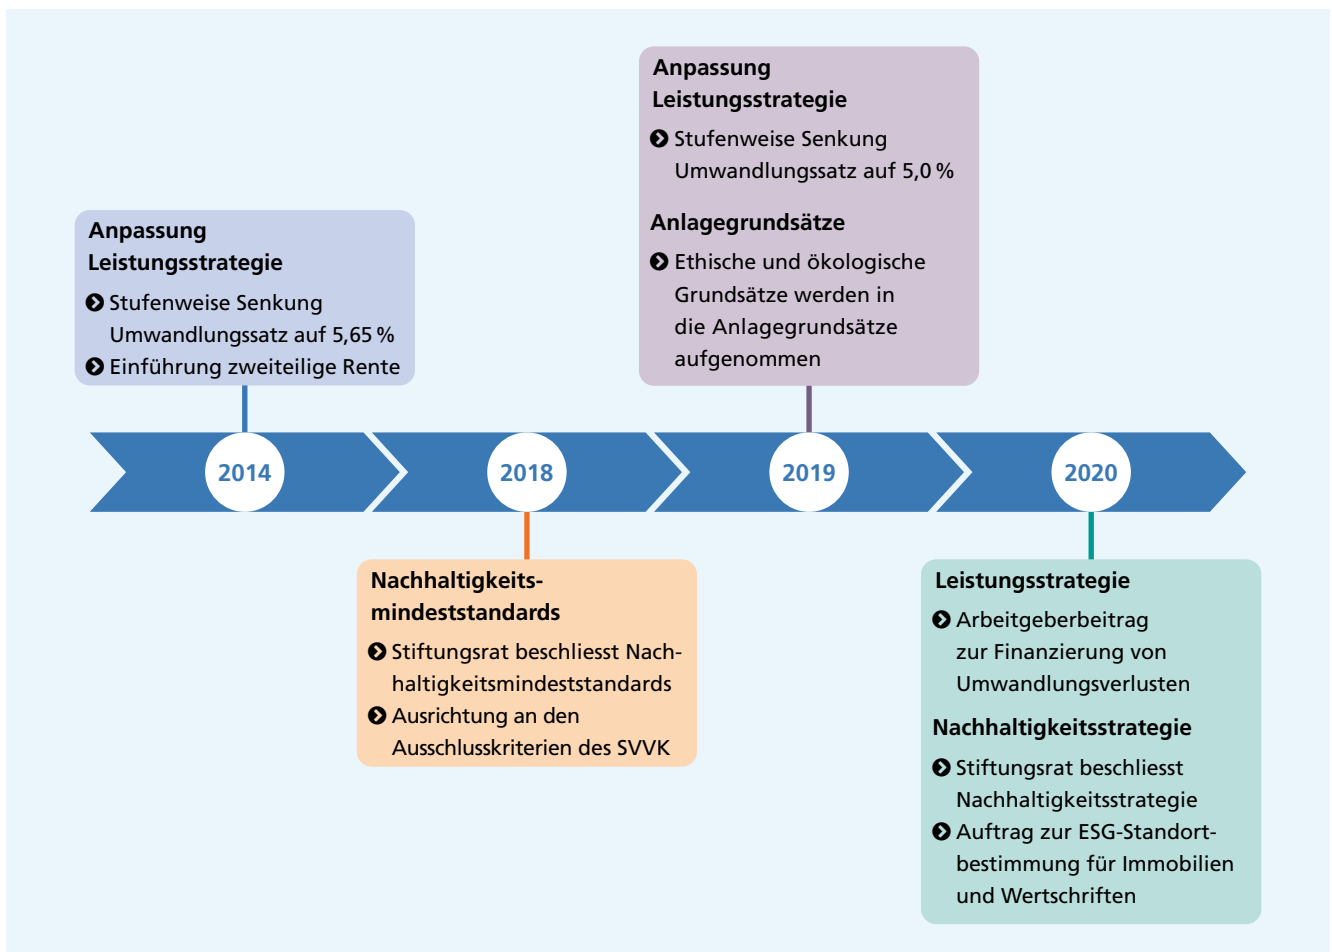 Anpassung
Leistungsstrategie
Stufenweise Senkung
Umwandlungssatz auf 5,65 %
Einführung zweiteilige Rente
2014
Nachhaltigkeits-
mindeststandards
Stiftungsrat beschliesst Nach-
haltigkeitsmindeststandards
Ausrichtung an den
Ausschlusskriterien des SVVK
2018
Anpassung
Leistungsstrategie
Stufenweise Senkung
Umwandlungssatz auf 5,0 %
Anlagegrundsätze
Ethische und ökologische
Grundsätze werden in
die Anlagegrundsätze
aufgenommen
2019
2020
Leistungsstrategie
Arbeitgeberbeitrag
zur Finanzierung von
Umwandlungsverlusten
Nachhaltigkeitsstrategie
Stiftungsrat beschliesst
Nachhaltigkeitsstrategie
Auftrag zur ESG-Standort-
bestimmung für Immobilien
und Wertschriften